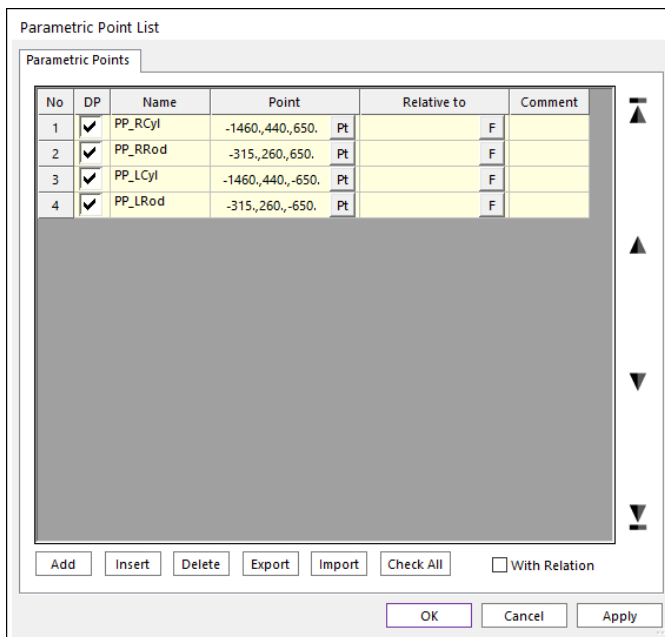 Parametric Point List
Parametric Points
No DP Name Point Relative to Comment
1 PP_RCyl -1460.,440.,650. Pt F
2 PP_RRod -315.,260.,650. Pt F
3 PP_LCyl -1460.,440.,-650. Pt F
4 PP_LRod -315.,260.,-650. Pt F
Add Insert Delete Export Import Check All With Relation
OK Cancel Apply